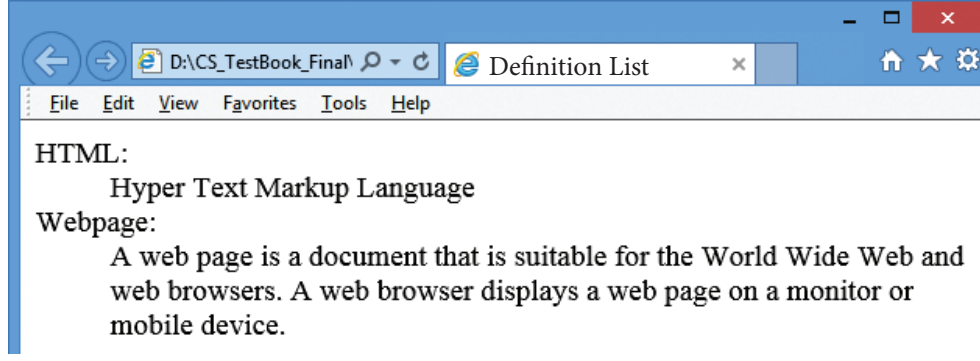 D:\CS_TestBook_Final\
Definition List
File Edit View Favorites Tools Help
HTML:
Hyper Text Markup Language
Webpage:
A web page is a document that is suitable for the World Wide Web and
web browsers. A web browser displays a web page on a monitor or
mobile device.